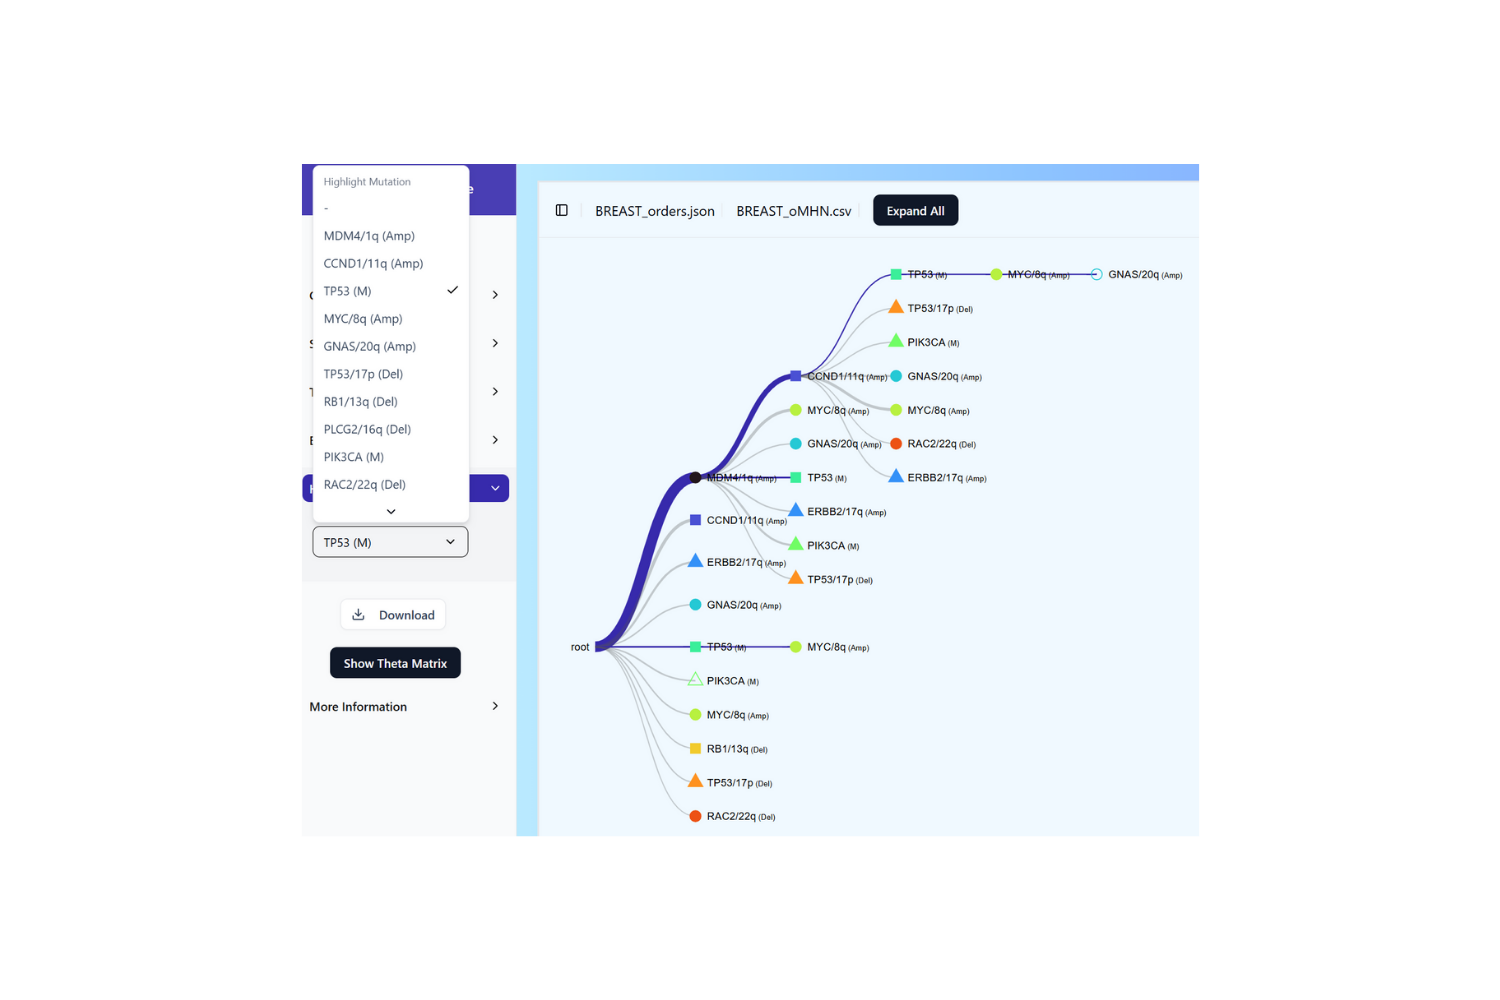 Highlight Mutation
-
MDM4/1q (Amp)
CCND1/11q (Amp)
TP53 (M)
MYC/8q (Amp)
GNAS/20q (Amp)
TP53/17p (Del)
RB1/13q (Del)
PLCG2/16q (Del)
PIK3CA (M)
RAC2/22q (Del)
TP53 (M)
Download
Show Theta Matrix
More Information
BREAST_orders.json BREAST_oMHN.csv Expand All
TP53 (M) MYC/8q (Amp) GNAS/20q (Amp)
TP53/17p (Del)
PIK3CA (M)
CCND1/11q (Amp) GNAS/20q (Amp)
MYC/8q (Amp) MYC/8q (Amp)
GNAS/20q (Amp) RAC2/22q (Del)
MDM4/1q (Amp) TP53 (M) ERBB2/17q (Amp)
ERBB2/17q (Amp)
CCND1/11q (Amp)
PIK3CA (M)
ERBB2/17q (Amp)
TP53/17p (Del)
GNAS/20q (Amp)
root TP53 (M) MYC/8q (Amp)
PIK3CA (M)
MYC/8q (Amp)
RB1/13q (Del)
TP53/17p (Del)
RAC2/22q (Del)